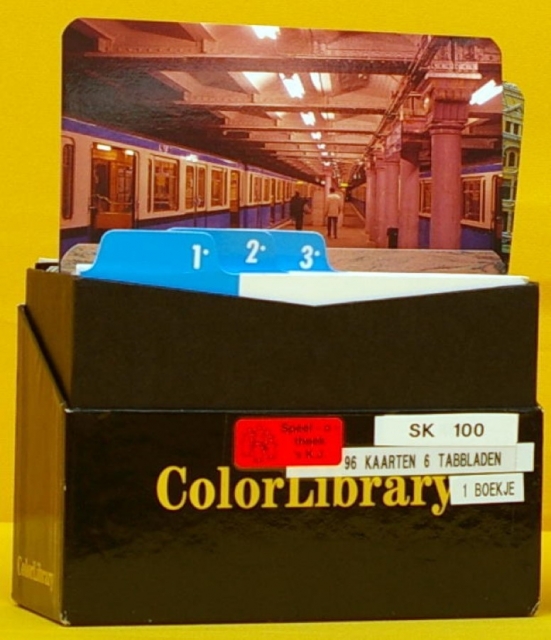 1·
2·
3·
Speel-o-
theek
SK 100
96 KAARTEN 6 TABBLADEN
ColorLibrary
1 BOEKJE
ColorLibrary